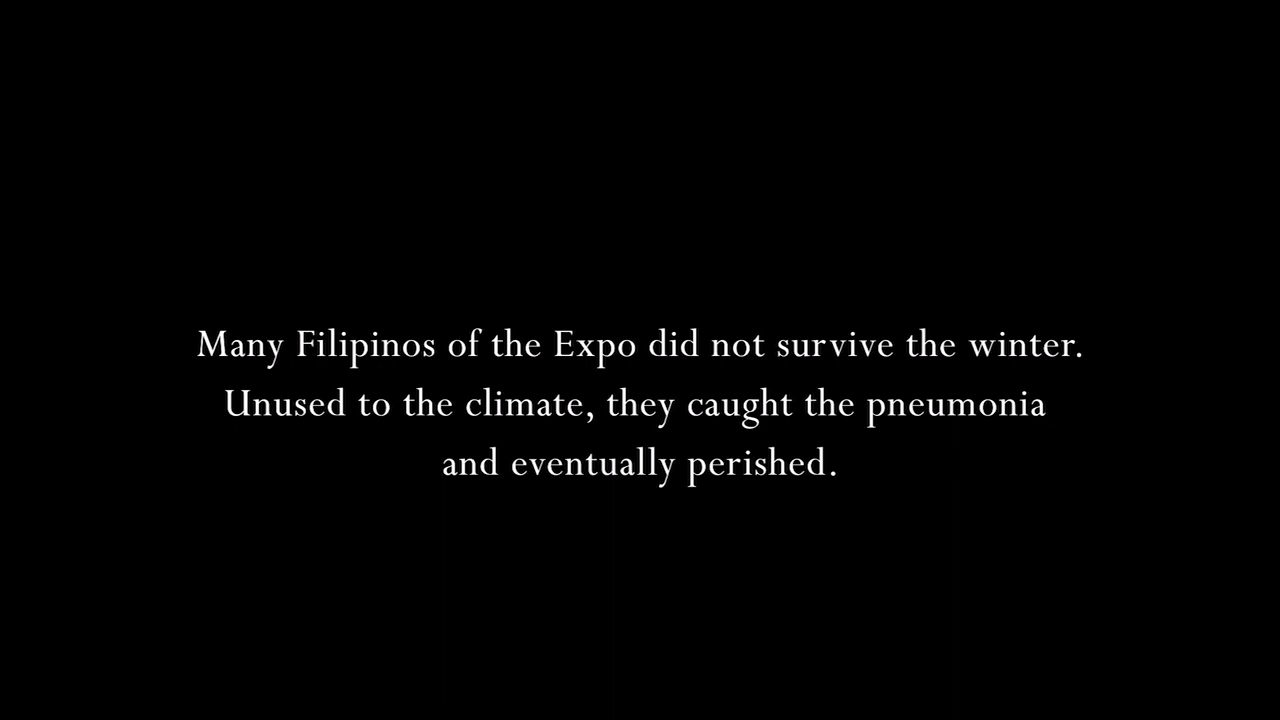 Many Filipinos of the Expo did not survive the winter.
Unused to the climate, they caught the pneumonia
and eventually perished.